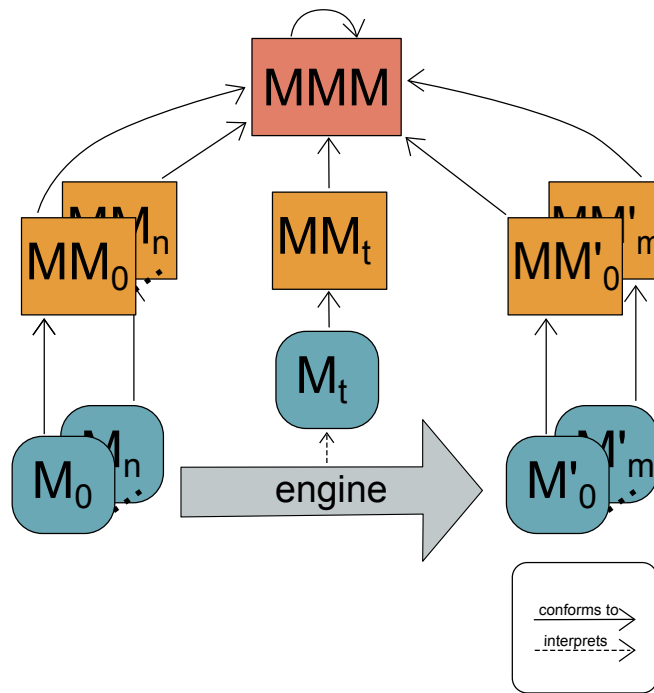 MMM
MMₙ
MM'ₘ
MM₀
MMₜ
MM'₀
Mₜ
Mₙ
M'ₘ
M₀
engine
M'₀
conforms to
interprets